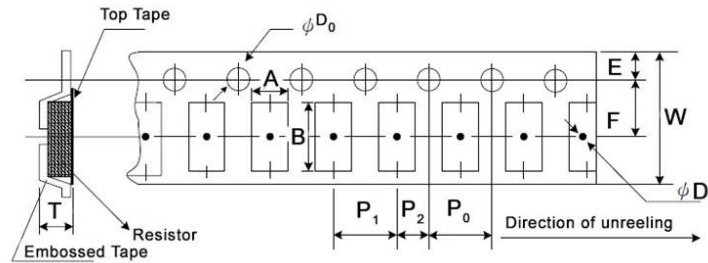 Top Tape
ϕD₀
A
E
B
F
W
ϕD
T
P₁
P₂
P₀
Direction of unreeling
Resistor
Embossed Tape